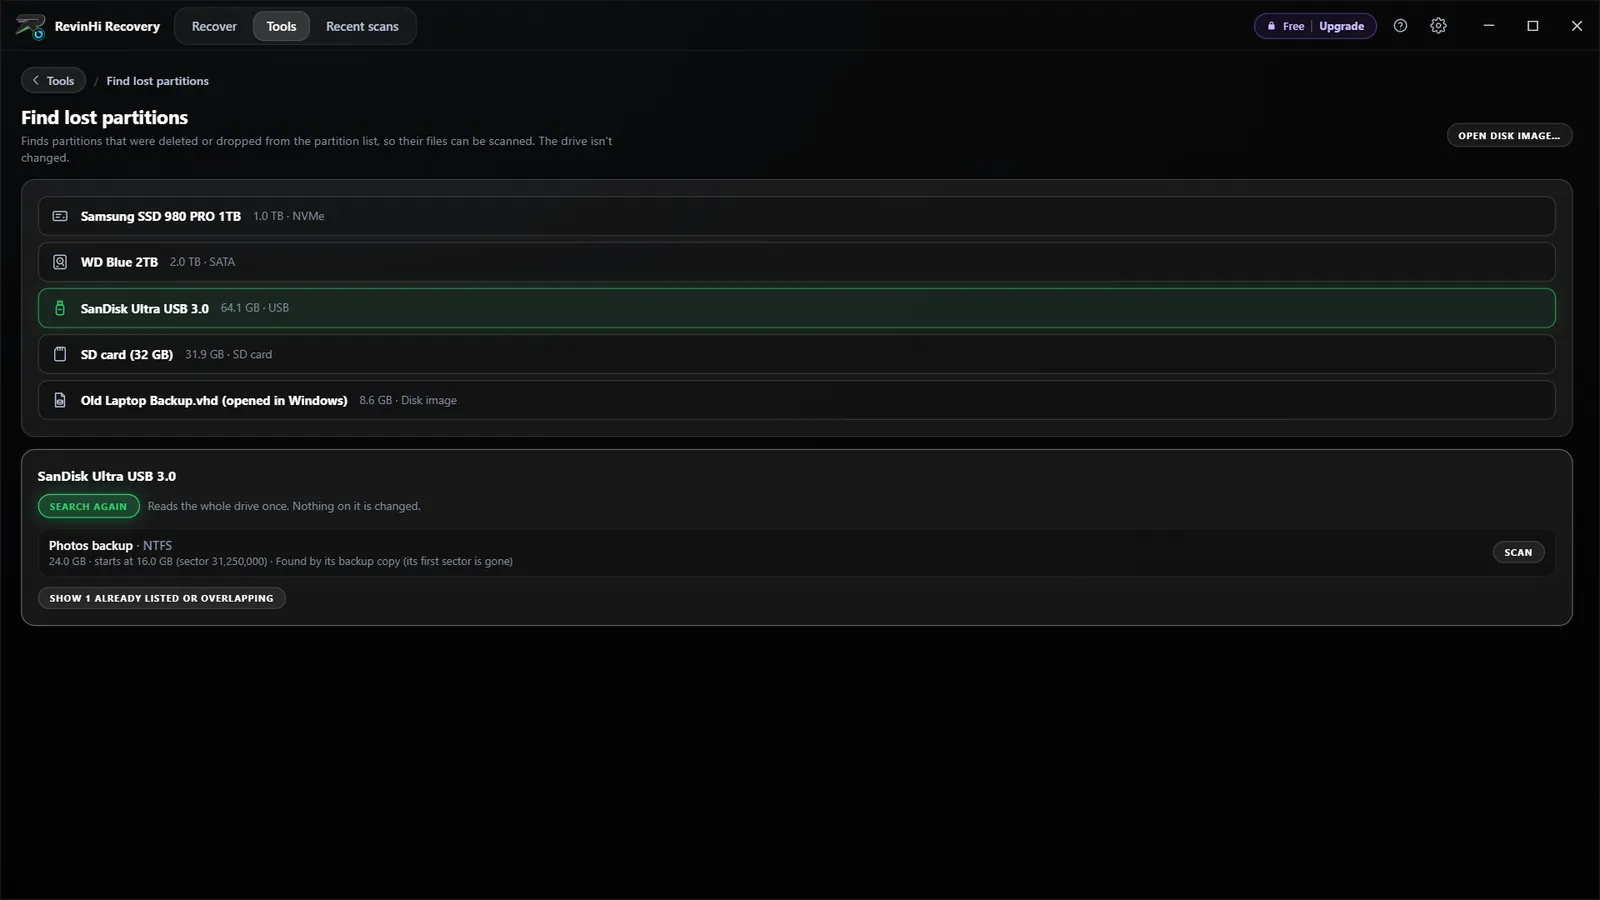 RevinHi Recovery
Recover
Tools
Recent scans
Free
Upgrade
Tools / Find lost partitions
Find lost partitions
Finds partitions that were deleted or dropped from the partition list, so their files can be scanned. The drive isn't
changed.
OPEN DISK IMAGE...
Samsung SSD 980 PRO 1TB 1.0 TB · NVMe
WD Blue 2TB 2.0 TB · SATA
SanDisk Ultra USB 3.0 64.1 GB · USB
SD card (32 GB) 31.9 GB · SD card
Old Laptop Backup.vhd (opened in Windows) 8.6 GB · Disk image
SanDisk Ultra USB 3.0
SEARCH AGAIN Reads the whole drive once. Nothing on it is changed.
Photos backup · NTFS
24.0 GB · starts at 16.0 GB (sector 31,250,000) · Found by its backup copy (its first sector is gone)
SCAN
SHOW 1 ALREADY LISTED OR OVERLAPPING